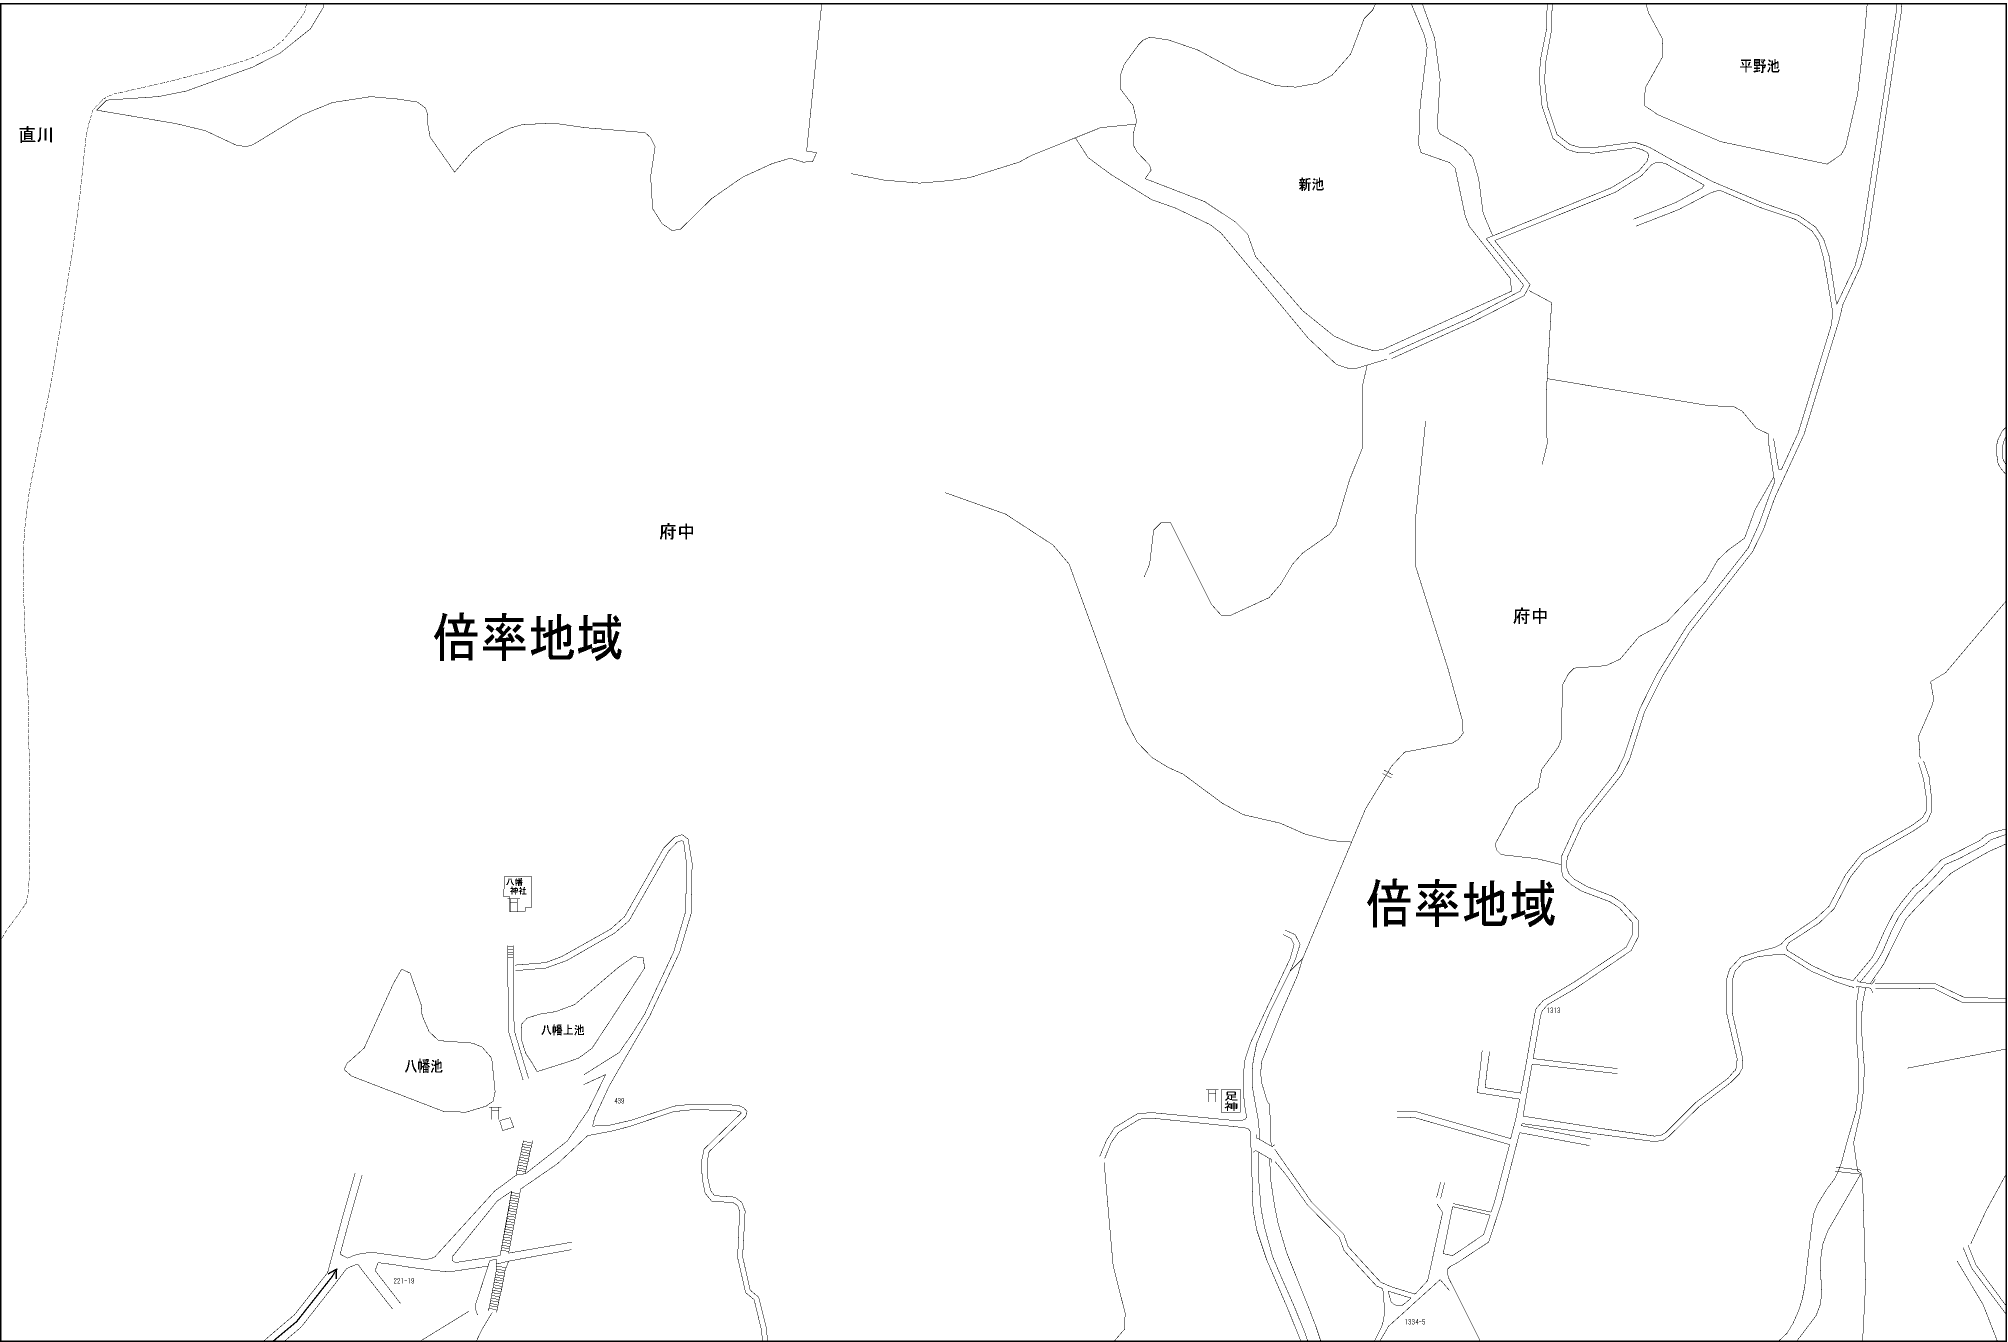 平野池
直川
新池
府中
府中
倍率地域
八幡
神社
倍率地域
1313
八幡上池
八幡池
439
足
神
221-19
1334-5